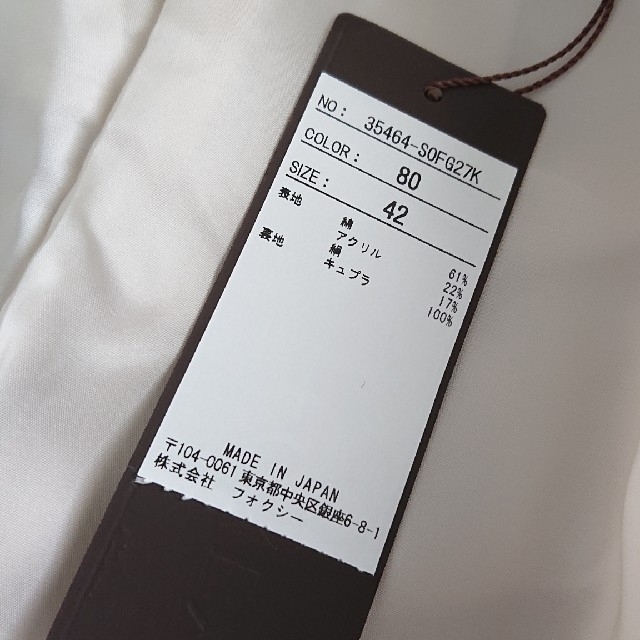 NO: 35464-SOFG27K
COLOR: 80
SIZE: 42
表地 綿 61%
アクリル 22%
絹 17%
裏地 キュプラ 100%
MADE IN JAPAN
〒104-0061 東京都中央区銀座6-8-1
株式会社 フォクシー